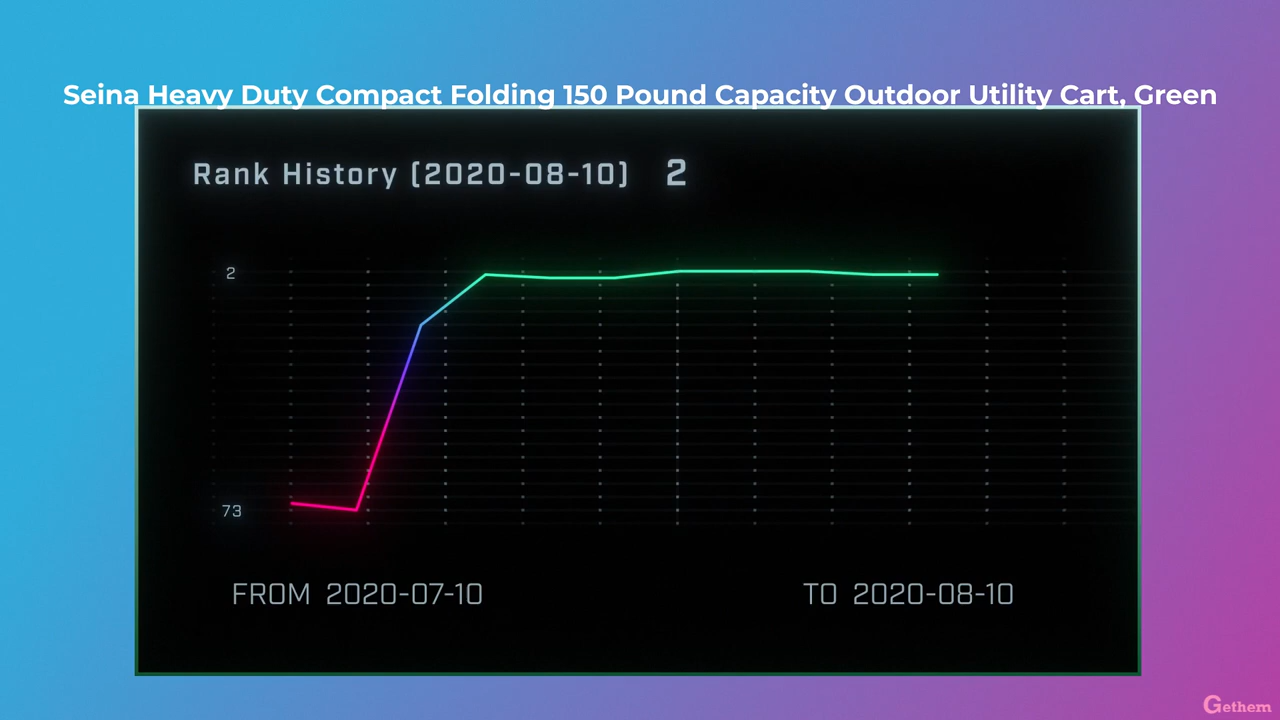 Seina Heavy Duty Compact Folding 150 Pound Capacity Outdoor Utility Cart, Green
Rank History [2020-08-10] 2
2
73
FROM 2020-07-10 TO 2020-08-10
Gethem